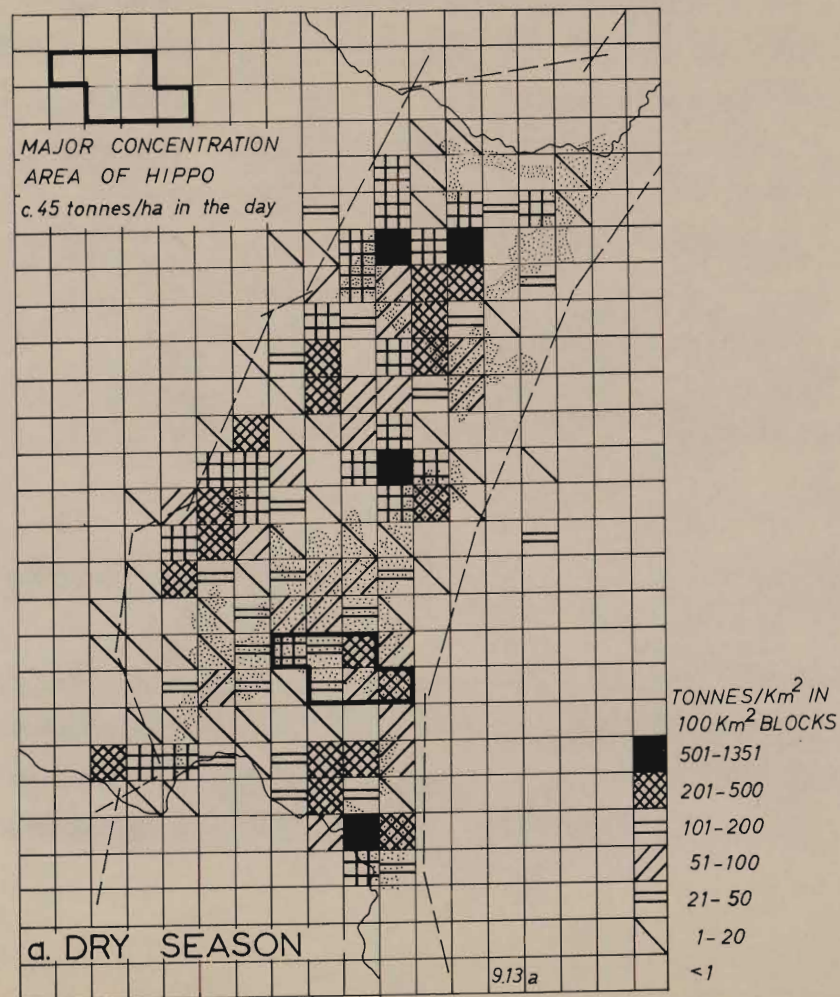 MAJOR CONCENTRATION
AREA OF HIPPO
c. 45 tonnes/ha in the day
TONNES/Km² IN
100 Km² BLOCKS
501-1351
201-500
101-200
51-100
21-50
1-20
<1
a. DRY SEASON
9.13 a